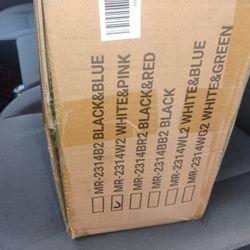 MR-2314B2 BLACK&BLUE
MR-2314W2 WHITE&PINK
MR-2314BR2 BLACK&RED
MR-2314BB2 BLACK
MR-2314WL2 WHITE&BLUE
MR-2314WG2 WHITE&GREEN